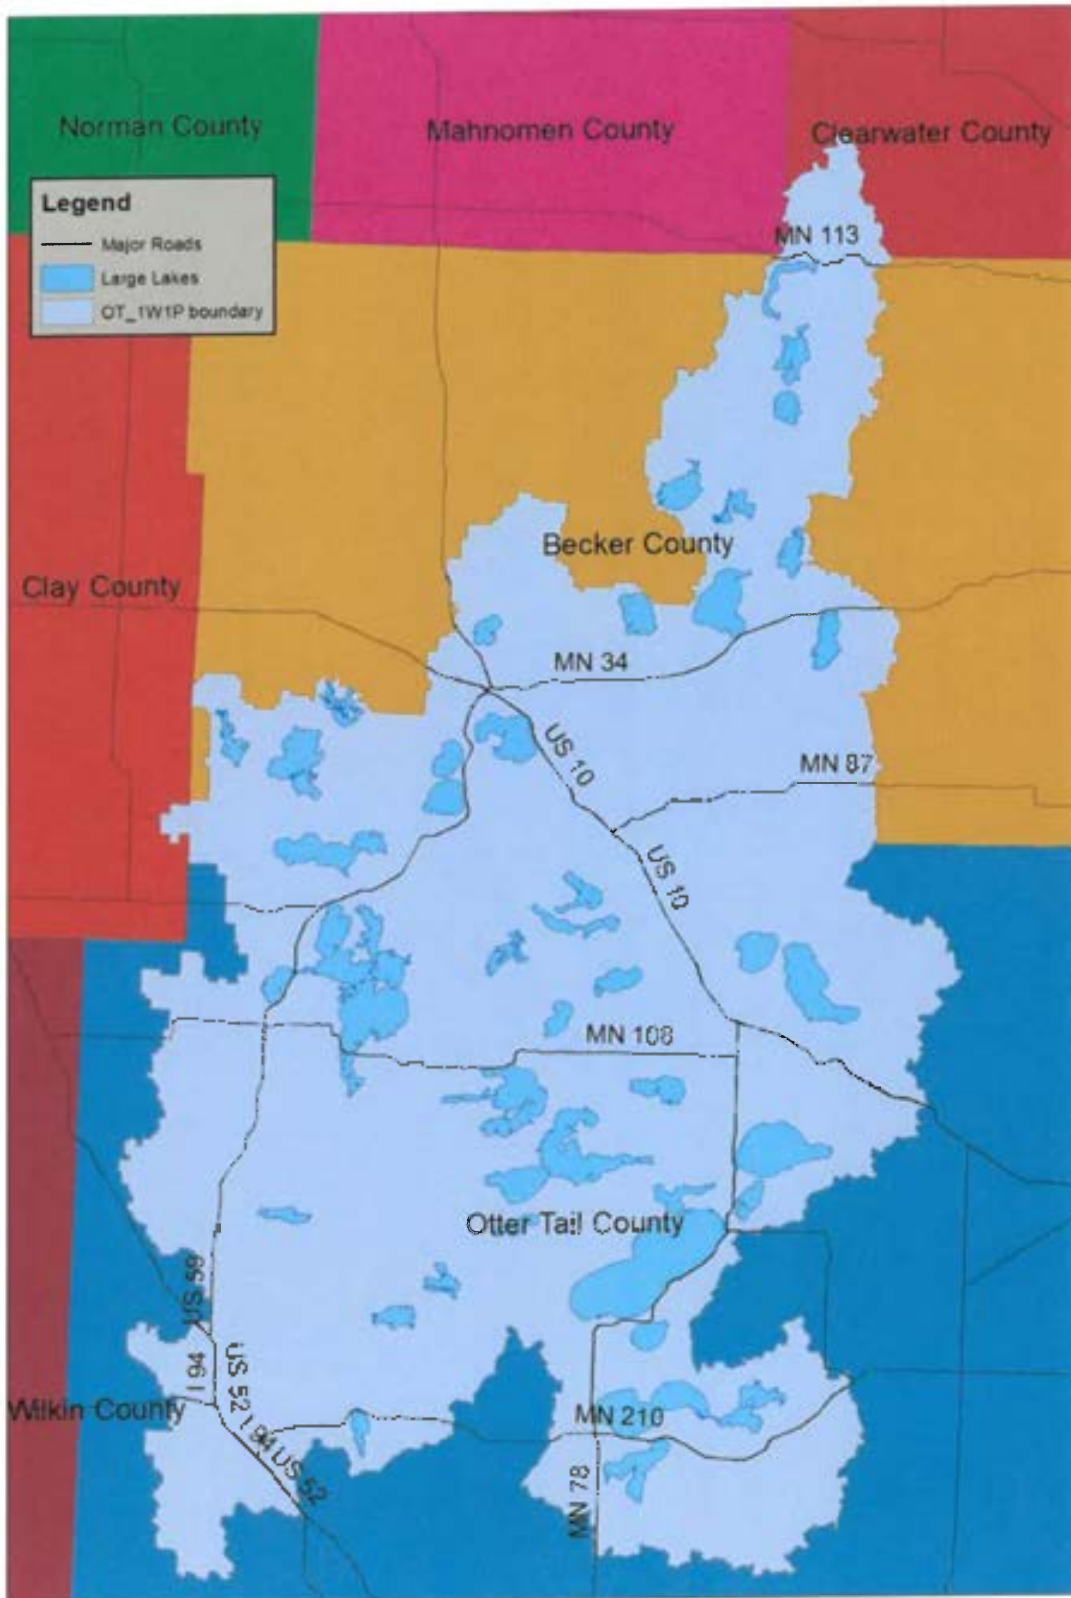 Norman County
Mahnomen County
Clearwater County
Legend
Major Roads
Large Lakes
OT_1W1P boundary
MN 113
Becker County
Clay County
MN 34
US 10
MN 87
US 10
MN 108
Otter Tail County
US 59
I 94
US 52
Wilkin County
I 94
US 52
MN 210
MN 78